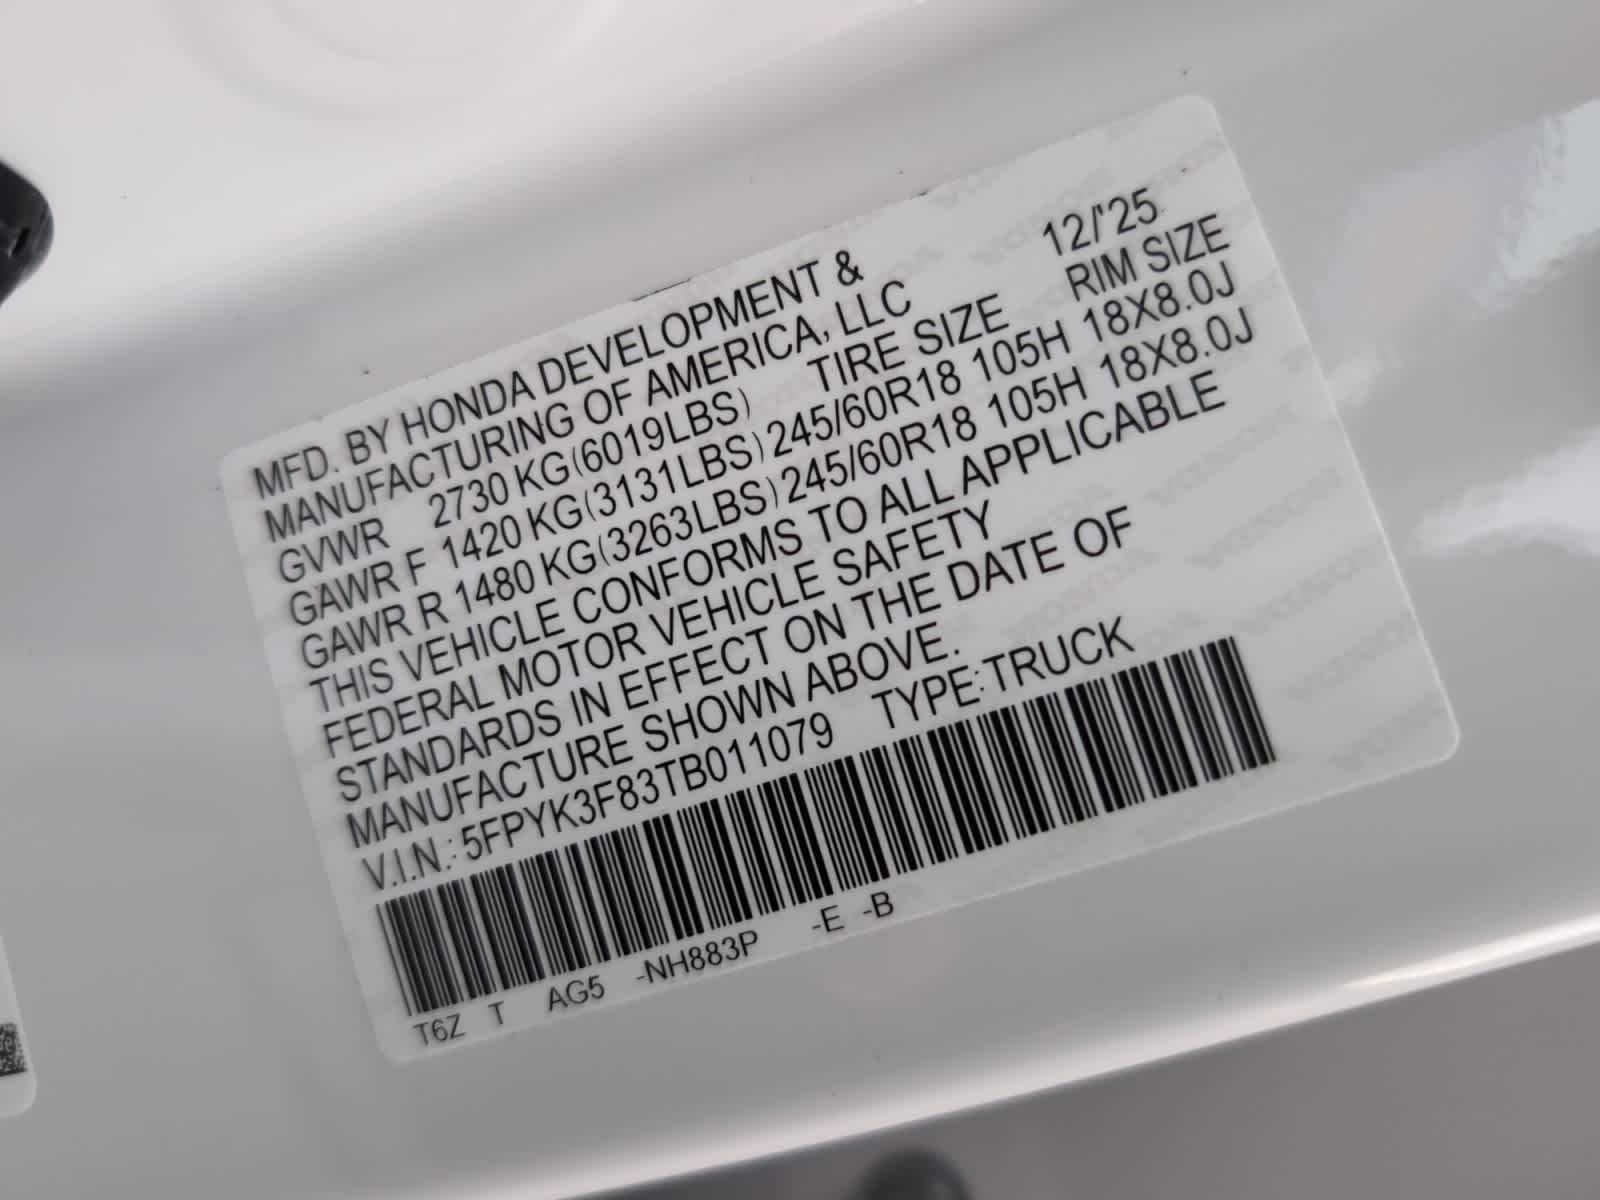 MFD. BY HONDA DEVELOPMENT & 12/'25
MANUFACTURING OF AMERICA, LLC
GVWR 2730 KG(6019LBS) TIRE SIZE RIM SIZE
GAWR F 1420 KG(3131LBS) 245/60R18 105H 18X8.0J
GAWR R 1480 KG(3263LBS) 245/60R18 105H 18X8.0J
THIS VEHICLE CONFORMS TO ALL APPLICABLE
FEDERAL MOTOR VEHICLE SAFETY
STANDARDS IN EFFECT ON THE DATE OF
MANUFACTURE SHOWN ABOVE.
V.I.N.: 5FPYK3F83TB011079 TYPE: TRUCK
T6Z T AG5 -NH883P -E -B